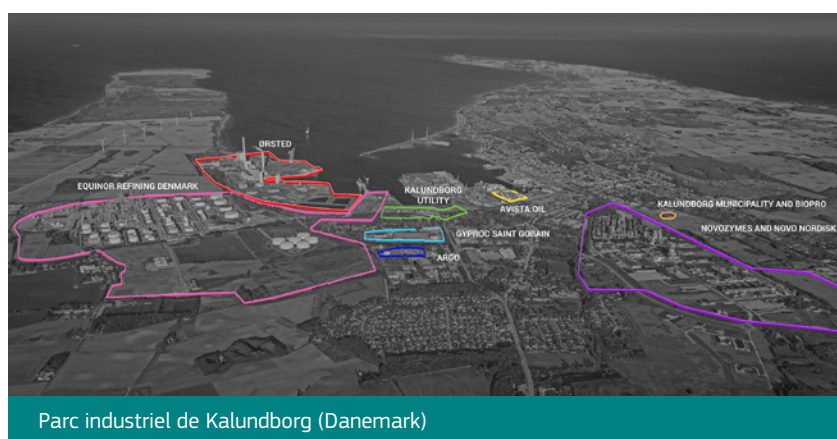 ØRSTED
EQUINOR REFINING DENMARK
KALUNDBORG
UTILITY
AVISTA OIL
KALUNDBORG MUNICIPALITY AND BIOPRO
NOVOZYMES AND NOVO NORDISK
GYPROC SAINT GOBAIN
ARGO
Parc industriel de Kalundborg (Danemark)